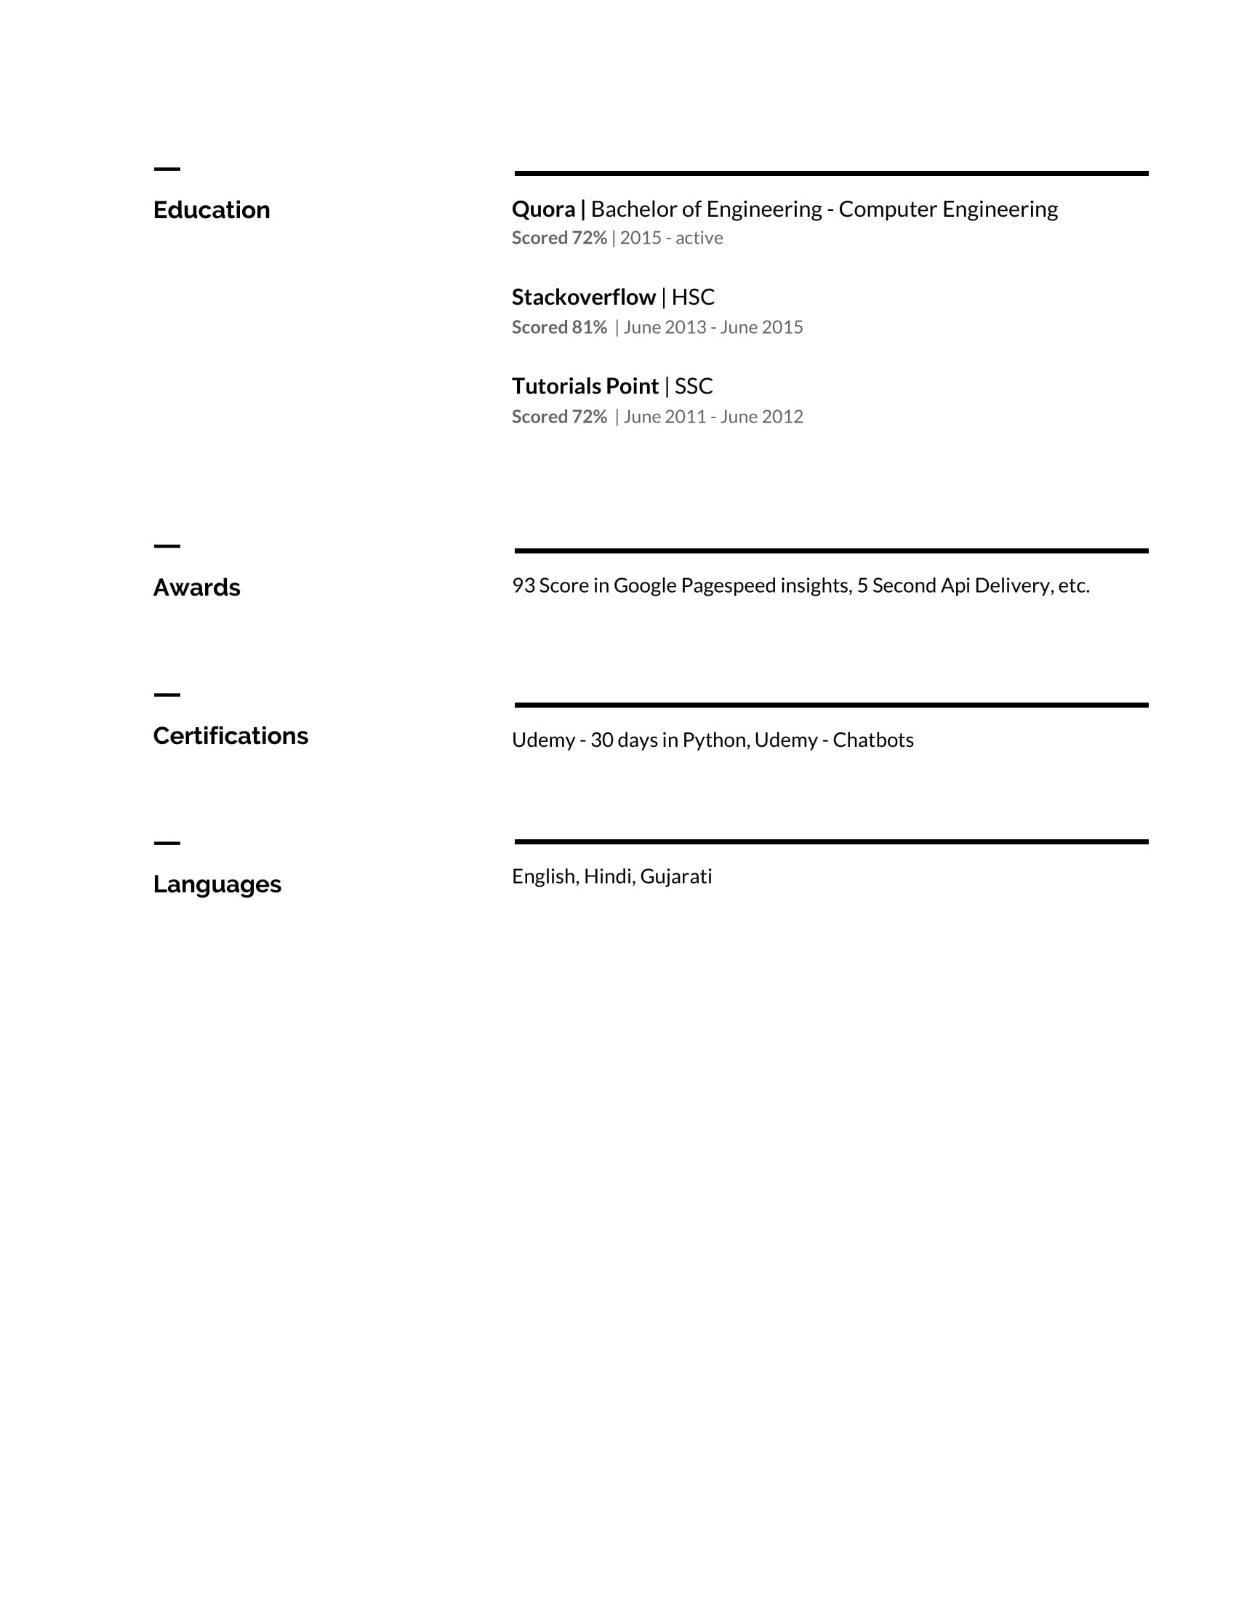 Education
Quora | Bachelor of Engineering - Computer Engineering
Scored 72% | 2015 - active
Stackoverflow | HSC
Scored 81% | June 2013 - June 2015
Tutorials Point | SSC
Scored 72% | June 2011 - June 2012
Awards
93 Score in Google Pagespeed insights, 5 Second Api Delivery, etc.
Certifications
Udemy - 30 days in Python, Udemy - Chatbots
Languages
English, Hindi, Gujarati